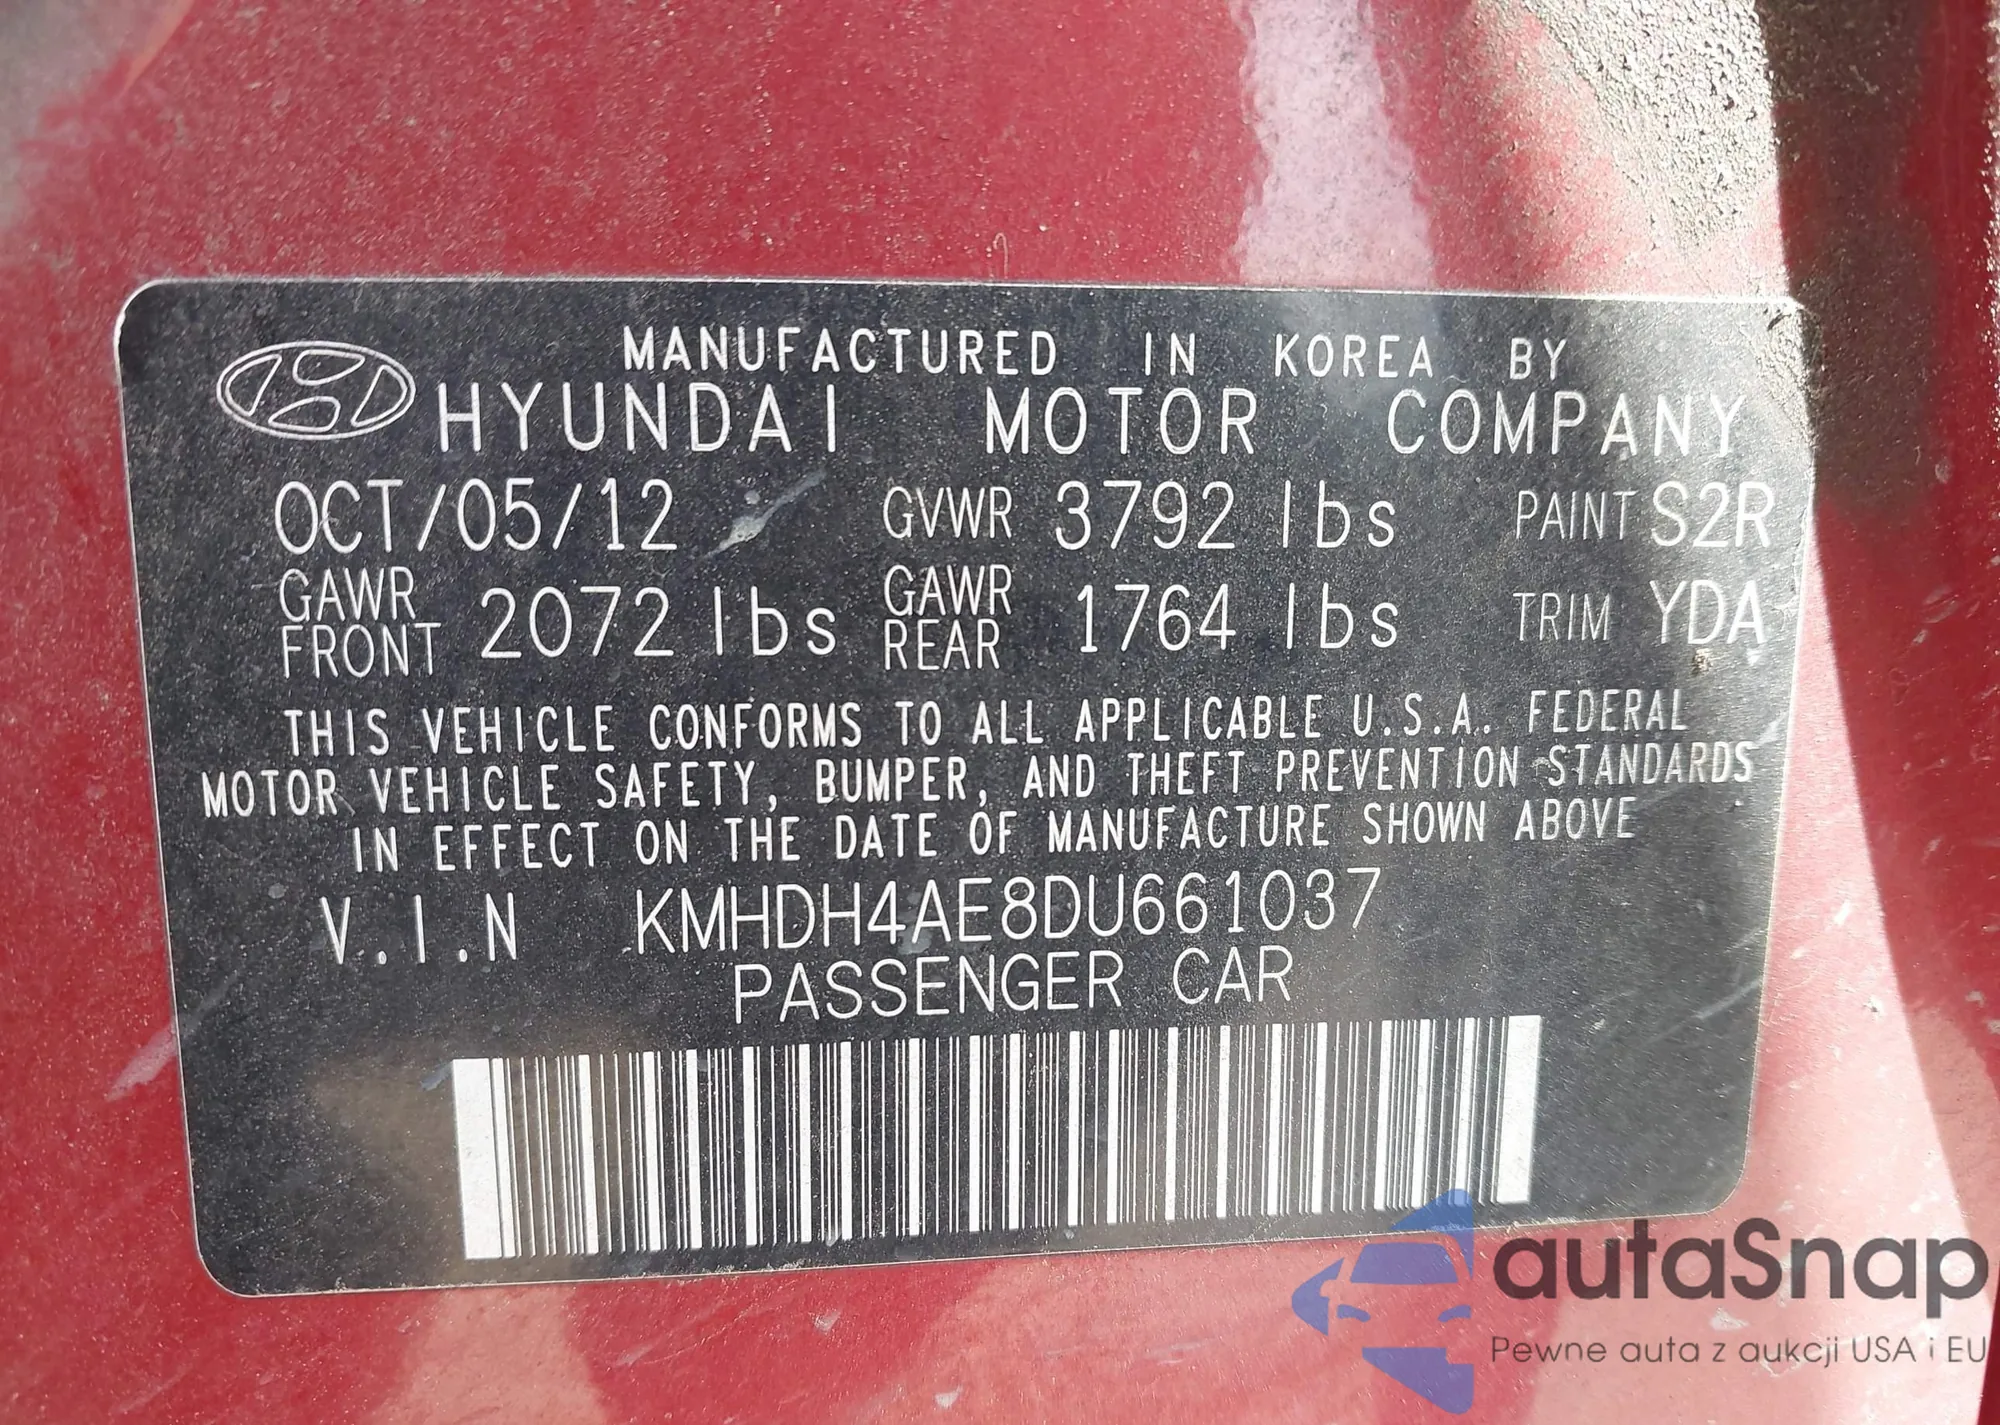 MANUFACTURED IN KOREA BY
HYUNDAI MOTOR COMPANY
OCT/05/12 GVWR 3792 lbs PAINT S2R
GAWR FRONT 2072 lbs GAWR REAR 1764 lbs TRIM YDA
THIS VEHICLE CONFORMS TO ALL APPLICABLE U.S.A. FEDERAL
MOTOR VEHICLE SAFETY, BUMPER, AND THEFT PREVENTION STANDARDS
IN EFFECT ON THE DATE OF MANUFACTURE SHOWN ABOVE
V.I.N KMHDH4AE8DU661037
PASSENGER CAR
autaSnap
Pewne auta z aukcji USA i EU